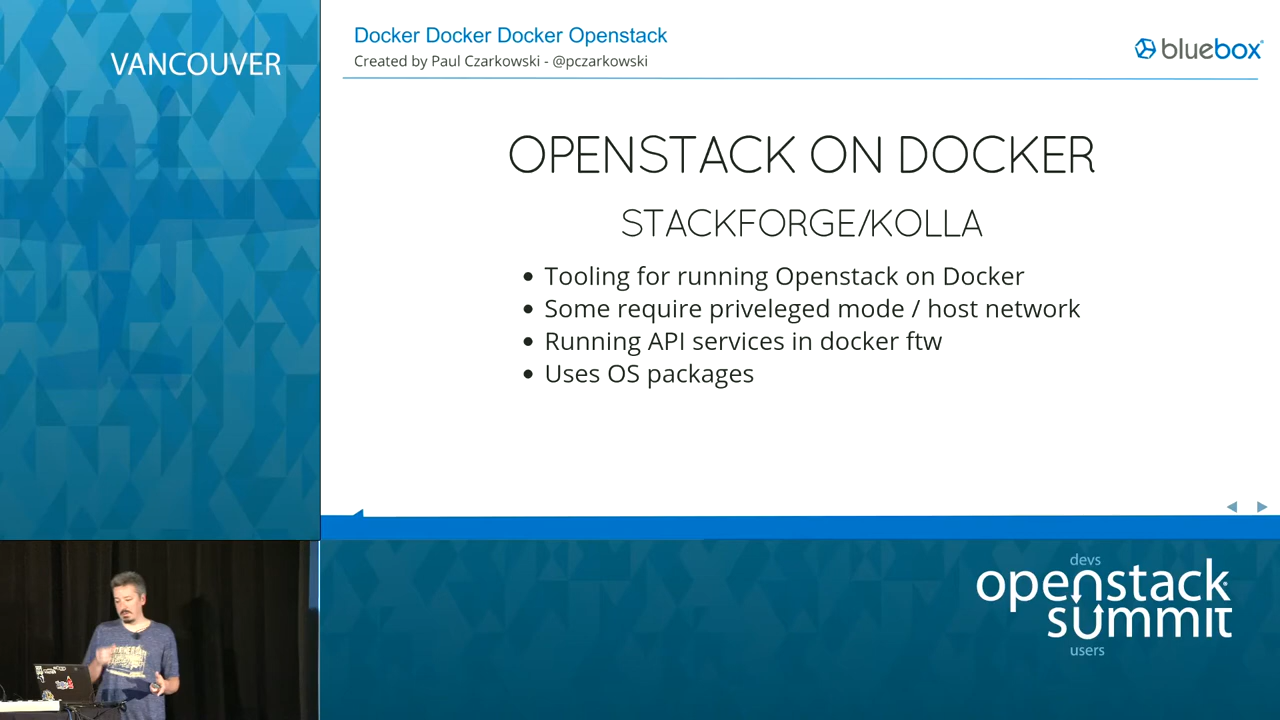 VANCOUVER
Docker Docker Docker Openstack
Created by Paul Czarkowski - @pczarkowski
bluebox
OPENSTACK ON DOCKER
STACKFORGE/KOLLA
Tooling for running Openstack on Docker
Some require priveleged mode / host network
Running API services in docker ftw
Uses OS packages
devs
openstack
summit
users